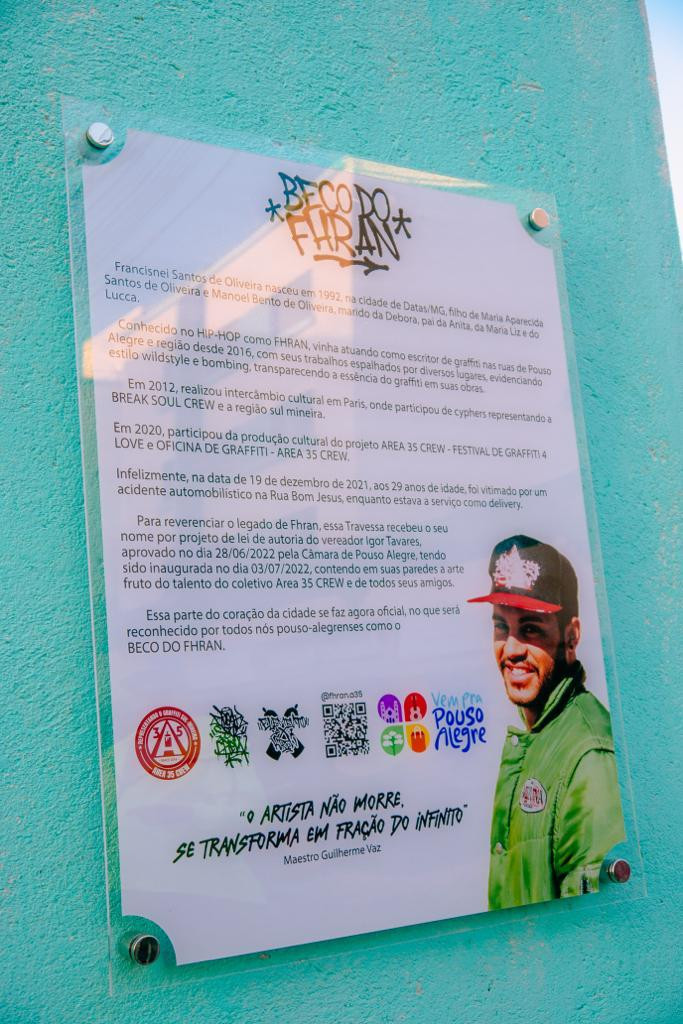 *BECO DO*
FHRAN
Francisnei Santos de Oliveira nasceu em 1992, na cidade de Datas/MG, filho de Maria Aparecida
Santos de Oliveira e Manoel Bento de Oliveira, marido da Debora, pai da Anita, da Maria Liz e do
Lucca.
Conhecido no HIP-HOP como FHRAN, vinha atuando como escritor de graffiti nas ruas de Pouso
Alegre e região desde 2016, com seus trabalhos espalhados por diversos lugares, evidenciando
estilo wildstyle e bombing, transparecendo a essência do graffiti em suas obras.
Em 2012, realizou intercâmbio cultural em Paris, onde participou de cyphers representando a
BREAK SOUL CREW e a região sul mineira.
Em 2020, participou da produção cultural do projeto AREA 35 CREW - FESTIVAL DE GRAFFITI 4
LOVE e OFICINA DE GRAFFITI - AREA 35 CREW.
Infelizmente, na data de 19 de dezembro de 2021, aos 29 anos de idade, foi vitimado por um
acidente automobilístico na Rua Bom Jesus, enquanto estava a serviço como delivery.
Para reverenciar o legado de Fhran, essa Travessa recebeu o seu
nome por projeto de lei de autoria do vereador Igor Tavares,
aprovado no dia 28/06/2022 pela Câmara de Pouso Alegre, tendo
sido inaugurada no dia 03/07/2022, contendo em suas paredes a arte
fruto do talento do coletivo Area 35 CREW e de todos seus amigos.
Essa parte do coração da cidade se faz agora oficial, no que será
reconhecido por todos nós pouso-alegrenses como o
BECO DO FHRAN.
@fhran.a35
REPRESENTANDO O GRAFFITI SUL MINEIRO
35
AREA 35 CREW
Vem pra
POUSO
Alegre
"O ARTISTA NÃO MORRE,
SE TRANSFORMA EM FRAÇÃO DO INFINITO"
Maestro Guilherme Vaz